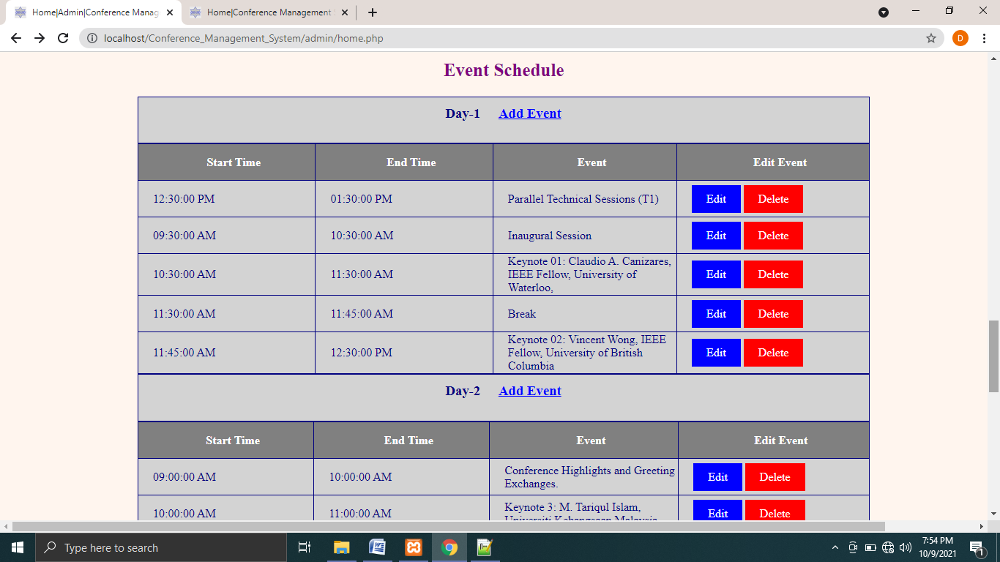 Home|Admin|Conference Manag
Home|Conference Management
localhost/Conference_Management_System/admin/home.php
D
Event Schedule
Day-1 Add Event
Start Time End Time Event Edit Event
12:30:00 PM 01:30:00 PM Parallel Technical Sessions (T1) Edit Delete
09:30:00 AM 10:30:00 AM Inaugural Session Edit Delete
Keynote 01: Claudio A. Canizares,
10:30:00 AM 11:30:00 AM IEEE Fellow, University of Edit Delete
Waterloo,
11:30:00 AM 11:45:00 AM Break Edit Delete
Keynote 02: Vincent Wong, IEEE
11:45:00 AM 12:30:00 PM Fellow, University of British Edit Delete
Columbia
Day-2 Add Event
Start Time End Time Event Edit Event
09:00:00 AM 10:00:00 AM Conference Highlights and Greeting Edit Delete
Exchanges.
10:00:00 AM 11:00:00 AM Keynote 3: M. Tariqul Islam, Edit Delete
Universiti Kebangsaan Malaysia
Type here to search
7:54 PM
10/9/2021
1